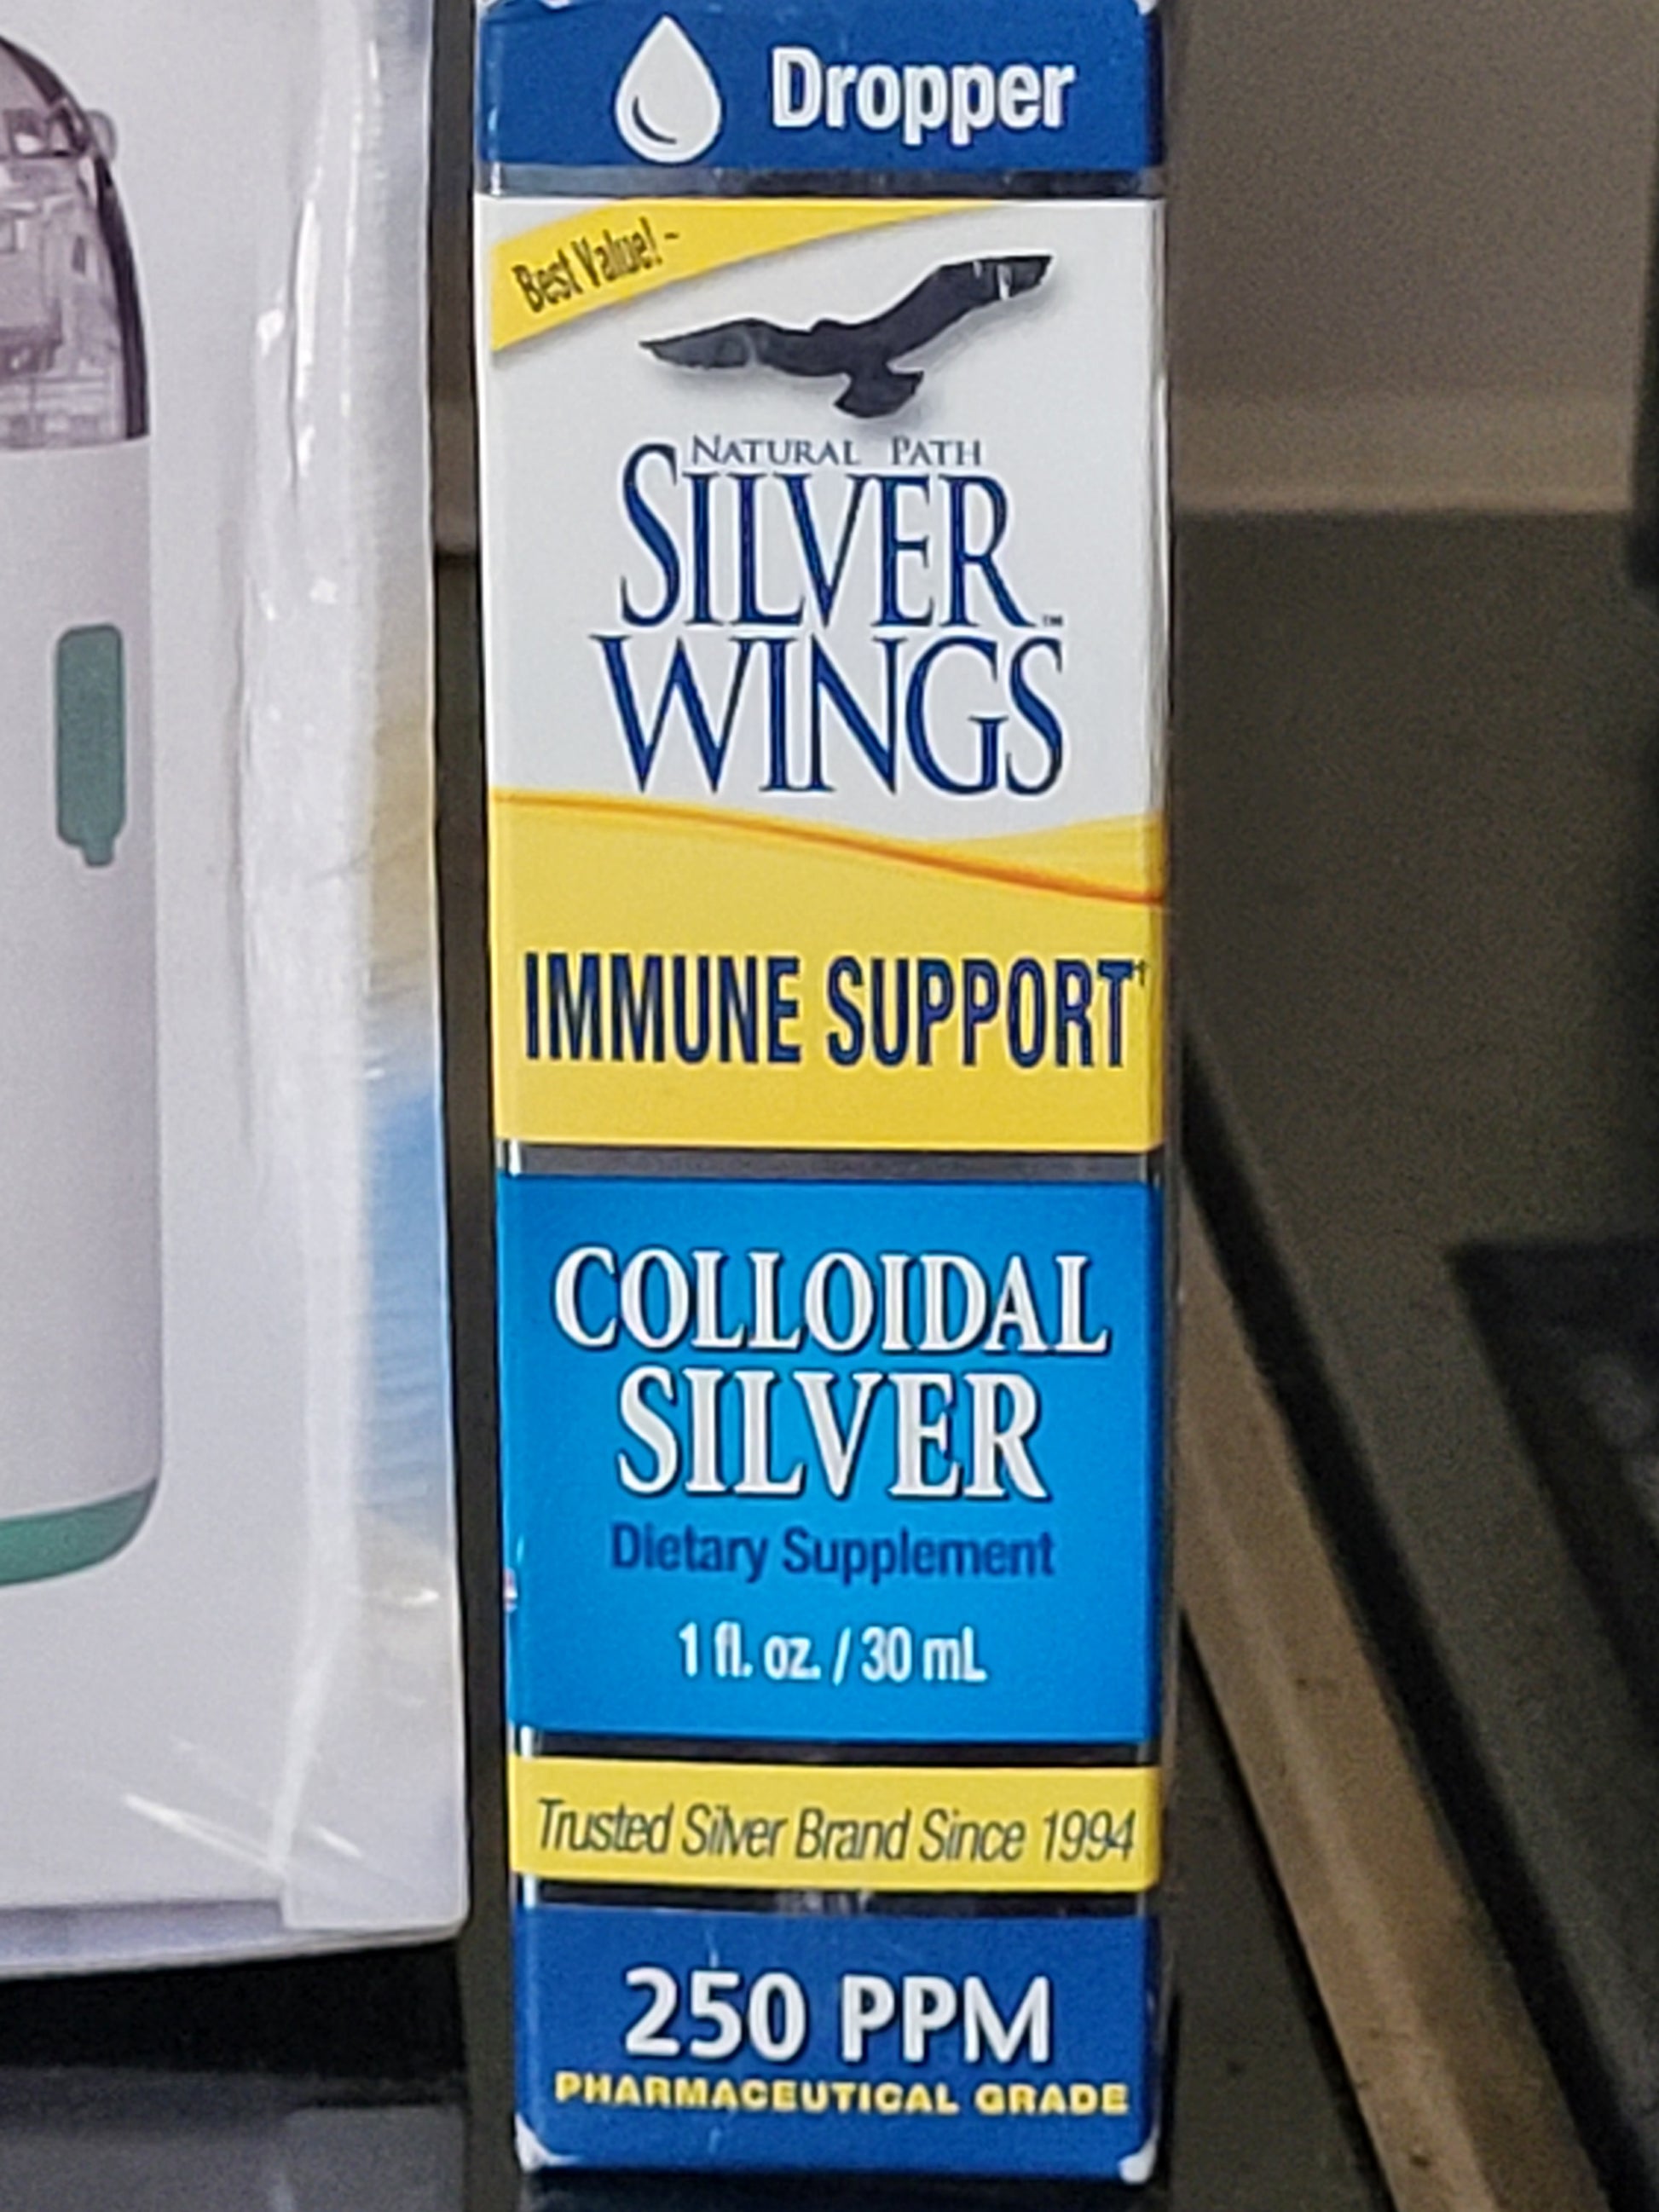 Dropper
Best Value! ~
NATURAL PATH
SILVER
WINGS™
IMMUNE SUPPORT†
COLLOIDAL
SILVER
Dietary Supplement
1 fl. oz. / 30 mL
Trusted Silver Brand Since 1994
250 PPM
PHARMACEUTICAL GRADE